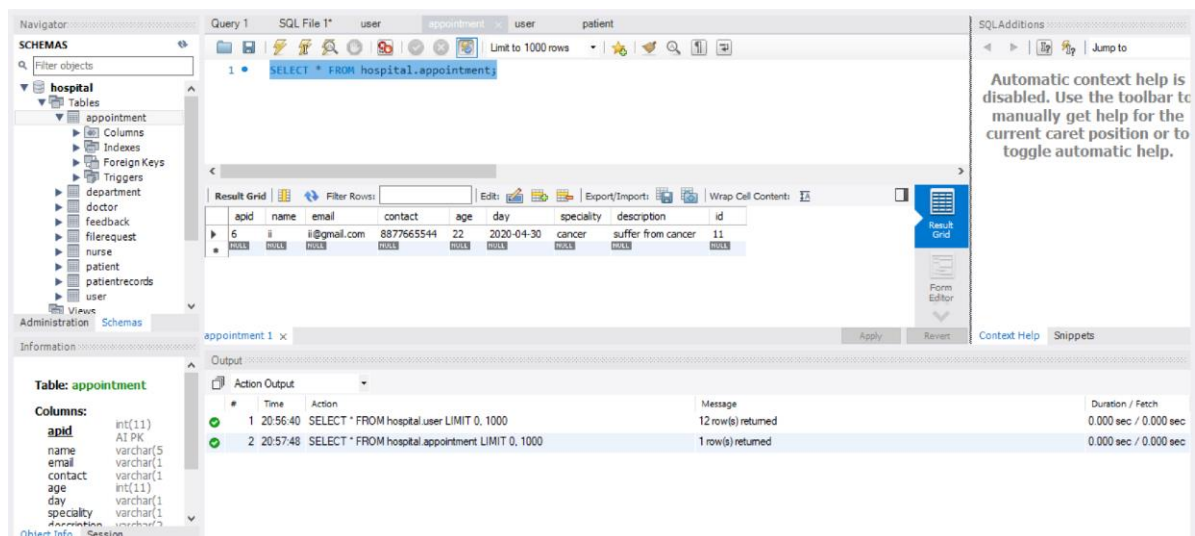 Navigator
SCHEMAS
Filter objects
hospital
Tables
appointment
Columns
Indexes
Foreign Keys
Triggers
department
doctor
feedback
filerequest
nurse
patient
patientrecords
user
Views
Administration Schemas
Information
Table: appointment
Columns:
apid int(11)
AI PK
name varchar(5
email varchar(1
contact varchar(1
age int(11)
day varchar(1
speciality varchar(1
description varchar(2
Object Info Session
Query 1 SQL File 1* user appointment user patient
Limit to 1000 rows
1 SELECT * FROM hospital.appointment;
Result Grid Filter Rows: Edit: Export/Import: Wrap Cell Content:
apid name email contact age day speciality description id
6 ii ii@gmail.com 8877665544 22 2020-04-30 cancer suffer from cancer 11
NULL NULL NULL NULL NULL NULL NULL NULL NULL
Result
Grid
Form
Editor
appointment 1 Apply Revert
Output
Action Output
# Time Action Message Duration / Fetch
1 20:56:40 SELECT * FROM hospital.user LIMIT 0, 1000 12 row(s) returned 0.000 sec / 0.000 sec
2 20:57:48 SELECT * FROM hospital.appointment LIMIT 0, 1000 1 row(s) returned 0.000 sec / 0.000 sec
SQLAdditions
Jump to
Automatic context help is
disabled. Use the toolbar to
manually get help for the
current caret position or to
toggle automatic help.
Context Help Snippets